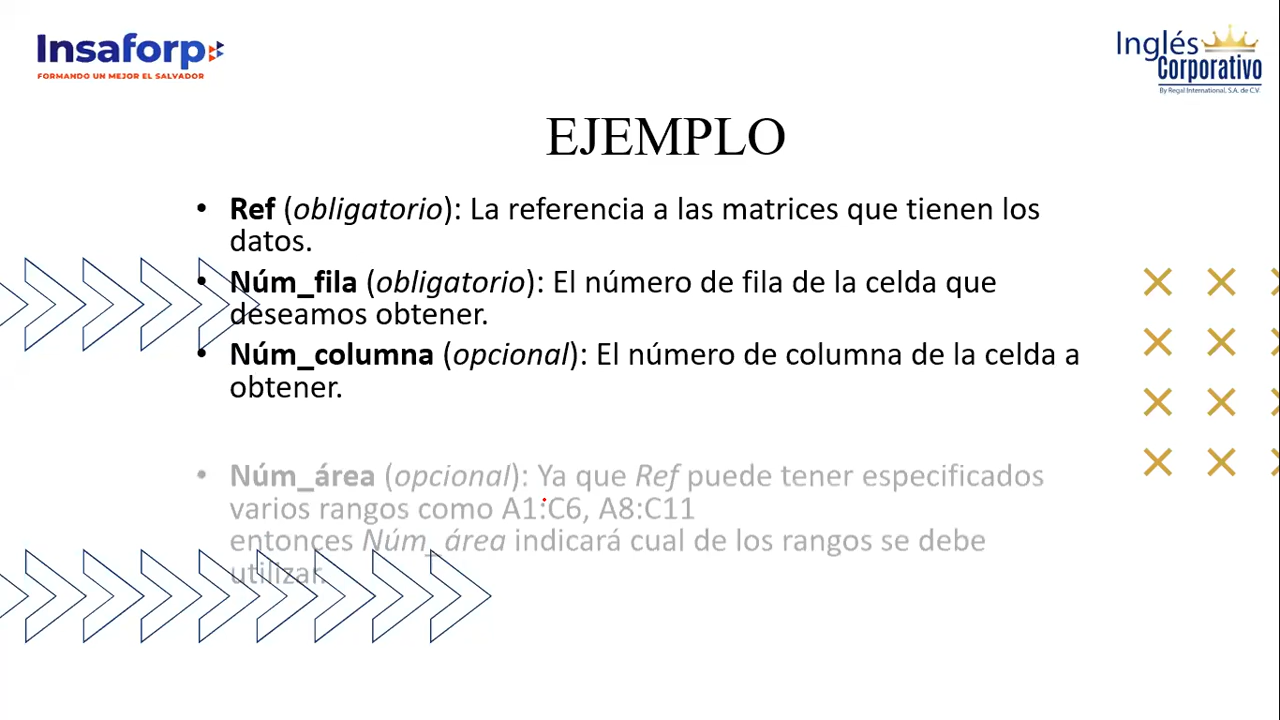 Insaforp
FORMANDO UN MEJOR EL SALVADOR
Inglés
Corporativo
By Regal International, S.A. de C.V.
EJEMPLO
• Ref (obligatorio): La referencia a las matrices que tienen los
datos.
• Núm_fila (obligatorio): El número de fila de la celda que
deseamos obtener.
• Núm_columna (opcional): El número de columna de la celda a
obtener.
• Núm_área (opcional): Ya que Ref puede tener especificados
varios rangos como A1:C6, A8:C11
entonces Núm_área indicará cual de los rangos se debe
utilizar.